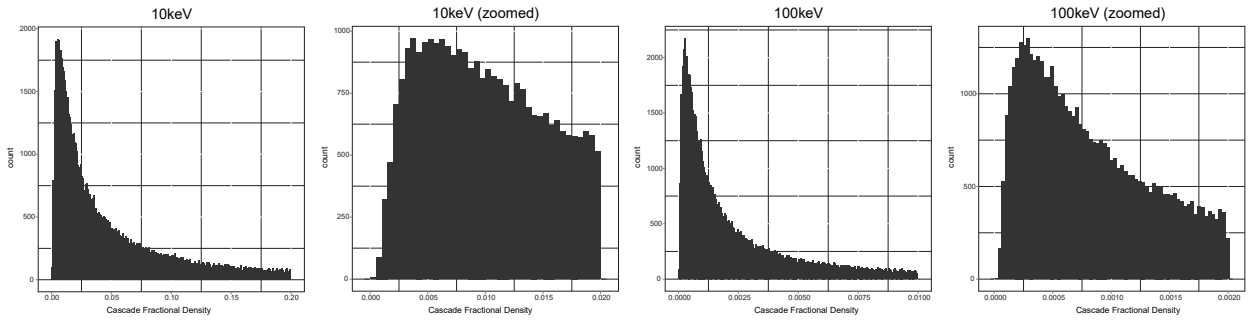 10keV
2000
1500
1000
500
0
count
0.00 0.05 0.10 0.15 0.20
Cascade Fractional Density
10keV (zoomed)
1000
750
500
250
0
count
0.000 0.005 0.010 0.015 0.020
Cascade Fractional Density
100keV
2000
1500
1000
500
0
count
0.0000 0.0025 0.0050 0.0075 0.0100
Cascade Fractional Density
100keV (zoomed)
1000
500
0
count
0.0000 0.0005 0.0010 0.0015 0.0020
Cascade Fractional Density